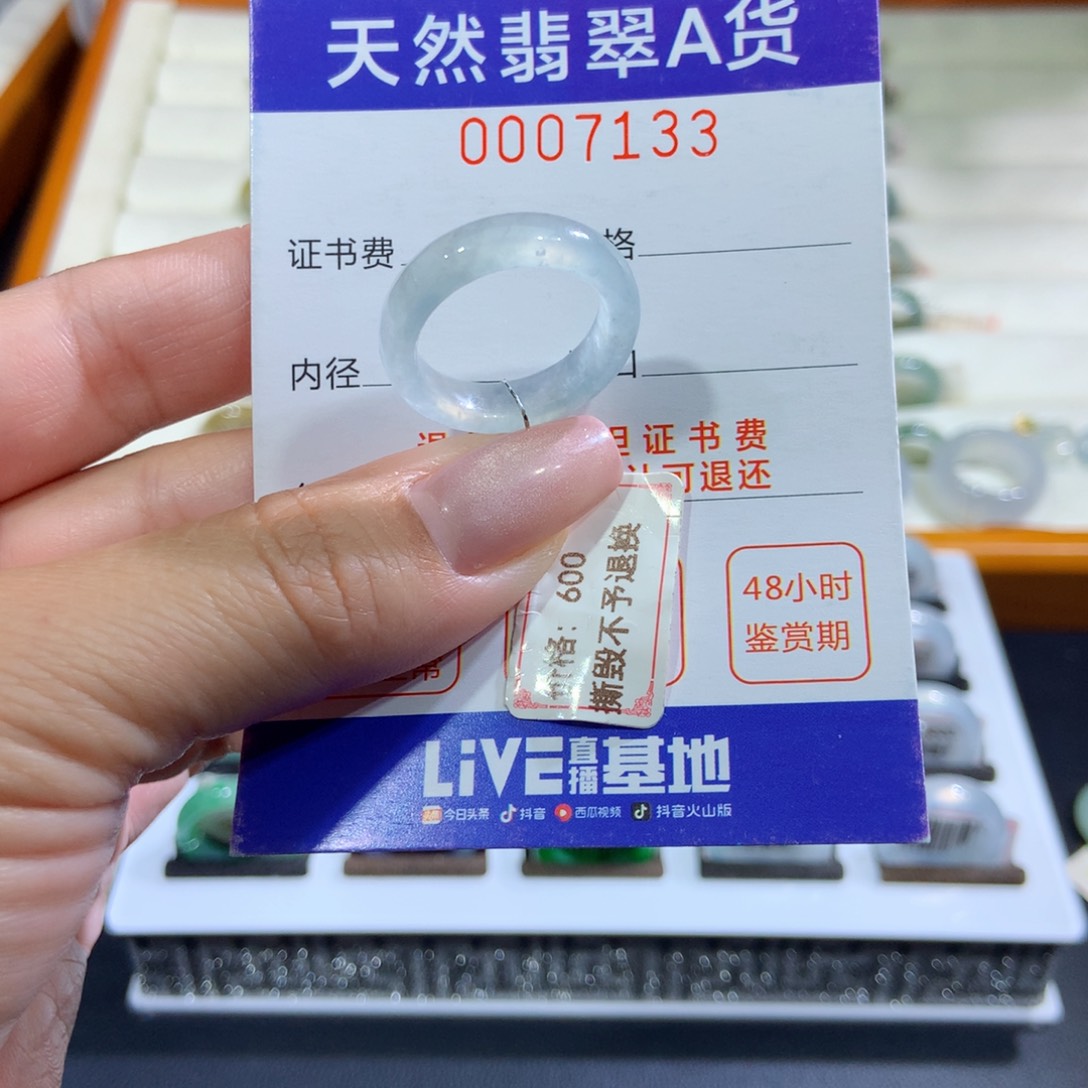 天然翡翠A货
0007133
证书费
格
内径
口
退
旦证书费
认可退还
价格：600
撕毁不予退换
48小时
鉴赏期
LiVE直播基地
今日头条 抖音 西瓜视频 抖音火山版